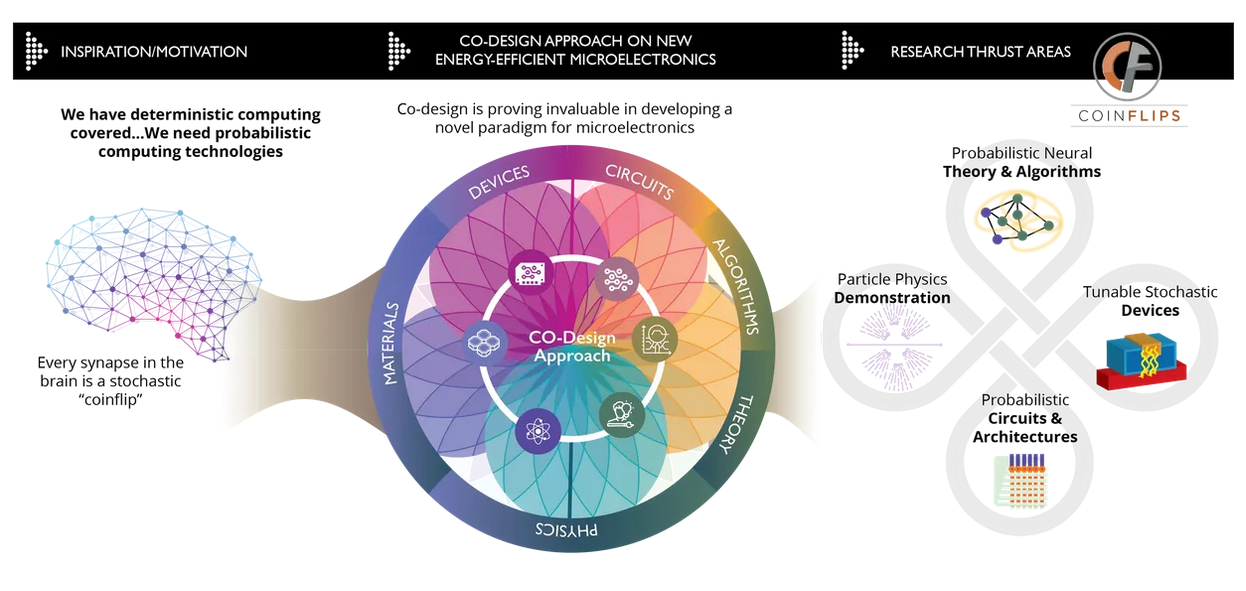 INSPIRATION/MOTIVATION
CO-DESIGN APPROACH ON NEW
ENERGY-EFFICIENT MICROELECTRONICS
RESEARCH THRUST AREAS
CF
COINFLIPS
We have deterministic computing
covered...We need probabilistic
computing technologies
Every synapse in the
brain is a stochastic
“coinflip”
Co-design is proving invaluable in developing a
novel paradigm for microelectronics
DEVICES
CIRCUITS
ALGORITHMS
THEORY
PHYSICS
MATERIALS
CO-Design
Approach
Probabilistic Neural
Theory & Algorithms
Particle Physics
Demonstration
Tunable Stochastic
Devices
Probabilistic
Circuits &
Architectures